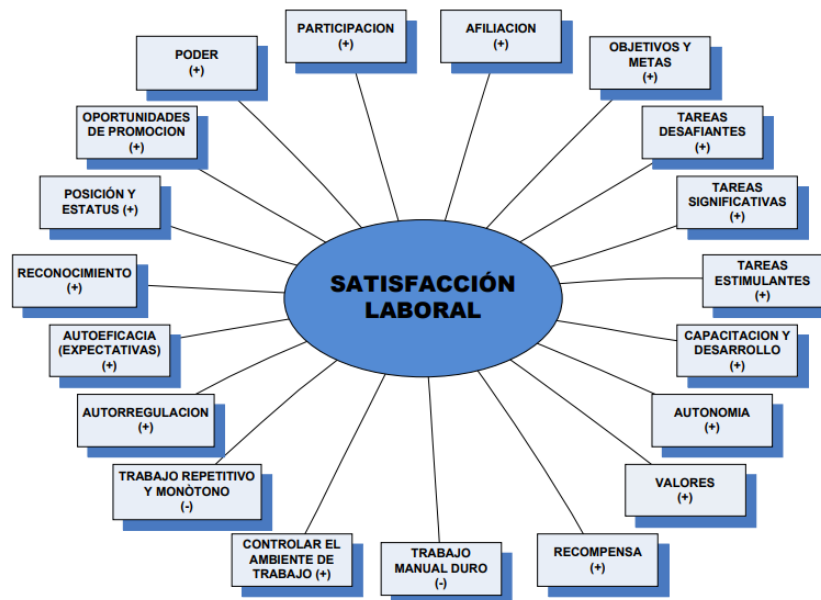 PARTICIPACION
(+)
AFILIACION
(+)
OBJETIVOS Y
METAS
(+)
TAREAS
DESAFIANTES
(+)
TAREAS
SIGNIFICATIVAS
(+)
TAREAS
ESTIMULANTES
(+)
CAPACITACION Y
DESARROLLO
(+)
AUTONOMIA
(+)
VALORES
(+)
RECOMPENSA
(+)
TRABAJO
MANUAL DURO
(-)
CONTROLAR EL
AMBIENTE DE
TRABAJO (+)
TRABAJO REPETITIVO
Y MONÒTONO
(-)
AUTORREGULACION
(+)
AUTOEFICACIA
(EXPECTATIVAS)
(+)
RECONOCIMIENTO
(+)
POSICIÓN Y
ESTATUS (+)
OPORTUNIDADES
DE PROMOCION
(+)
PODER
(+)
SATISFACCIÓN
LABORAL